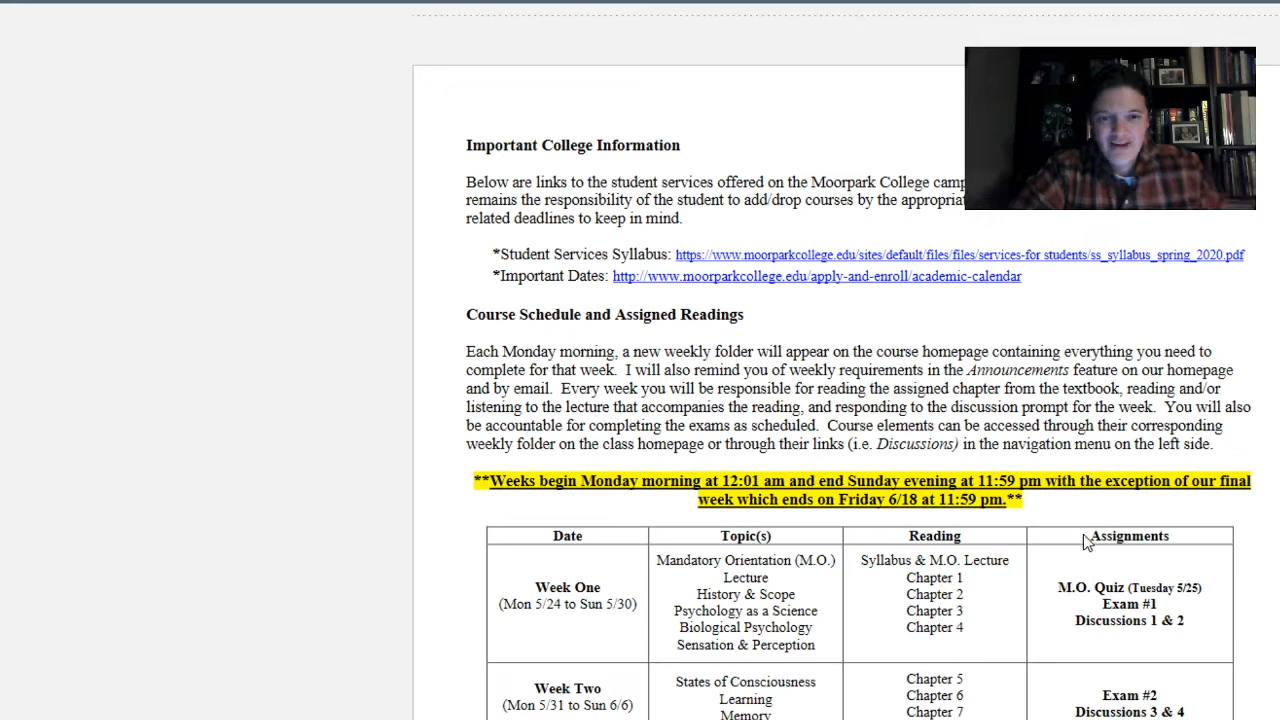 Important College Information
Below are links to the student services offered on the Moorpark College
remains the responsibility of the student to add/drop courses by the
related deadlines to keep in mind.
*Student Services Syllabus: https://www.moorparkcollege.edu/sites/default/files/files/services-for students/ss_syllabus_spring_2020.pdf
*Important Dates: http://www.moorparkcollege.edu/apply-and-enroll/academic-calendar
Course Schedule and Assigned Readings
Each Monday morning, a new weekly folder will appear on the course homepage containing everything you need to
complete for that week. I will also remind you of weekly requirements in the Announcements feature on our homepage
and by email. Every week you will be responsible for reading the assigned chapter from the textbook, reading and/or
listening to the lecture that accompanies the reading, and responding to the discussion prompt for the week. You will also
be accountable for completing the exams as scheduled. Course elements can be accessed through their corresponding
weekly folder on the class homepage or through their links (i.e. Discussions) in the navigation menu on the left side.
**Weeks begin Monday morning at 12:01 am and end Sunday evening at 11:59 pm with the exception of our final
week which ends on Friday 6/18 at 11:59 pm.**
Date Topic(s) Reading Assignments
Week One
(Mon 5/24 to Sun 5/30)
Mandatory Orientation (M.O.)
Lecture
History & Scope
Psychology as a Science
Biological Psychology
Sensation & Perception
Syllabus & M.O. Lecture
Chapter 1
Chapter 2
Chapter 3
Chapter 4
M.O. Quiz (Tuesday 5/25)
Exam #1
Discussions 1 & 2
Week Two
(Mon 5/31 to Sun 6/6)
States of Consciousness
Learning
Memory
Chapter 5
Chapter 6
Chapter 7
Exam #2
Discussions 3 & 4